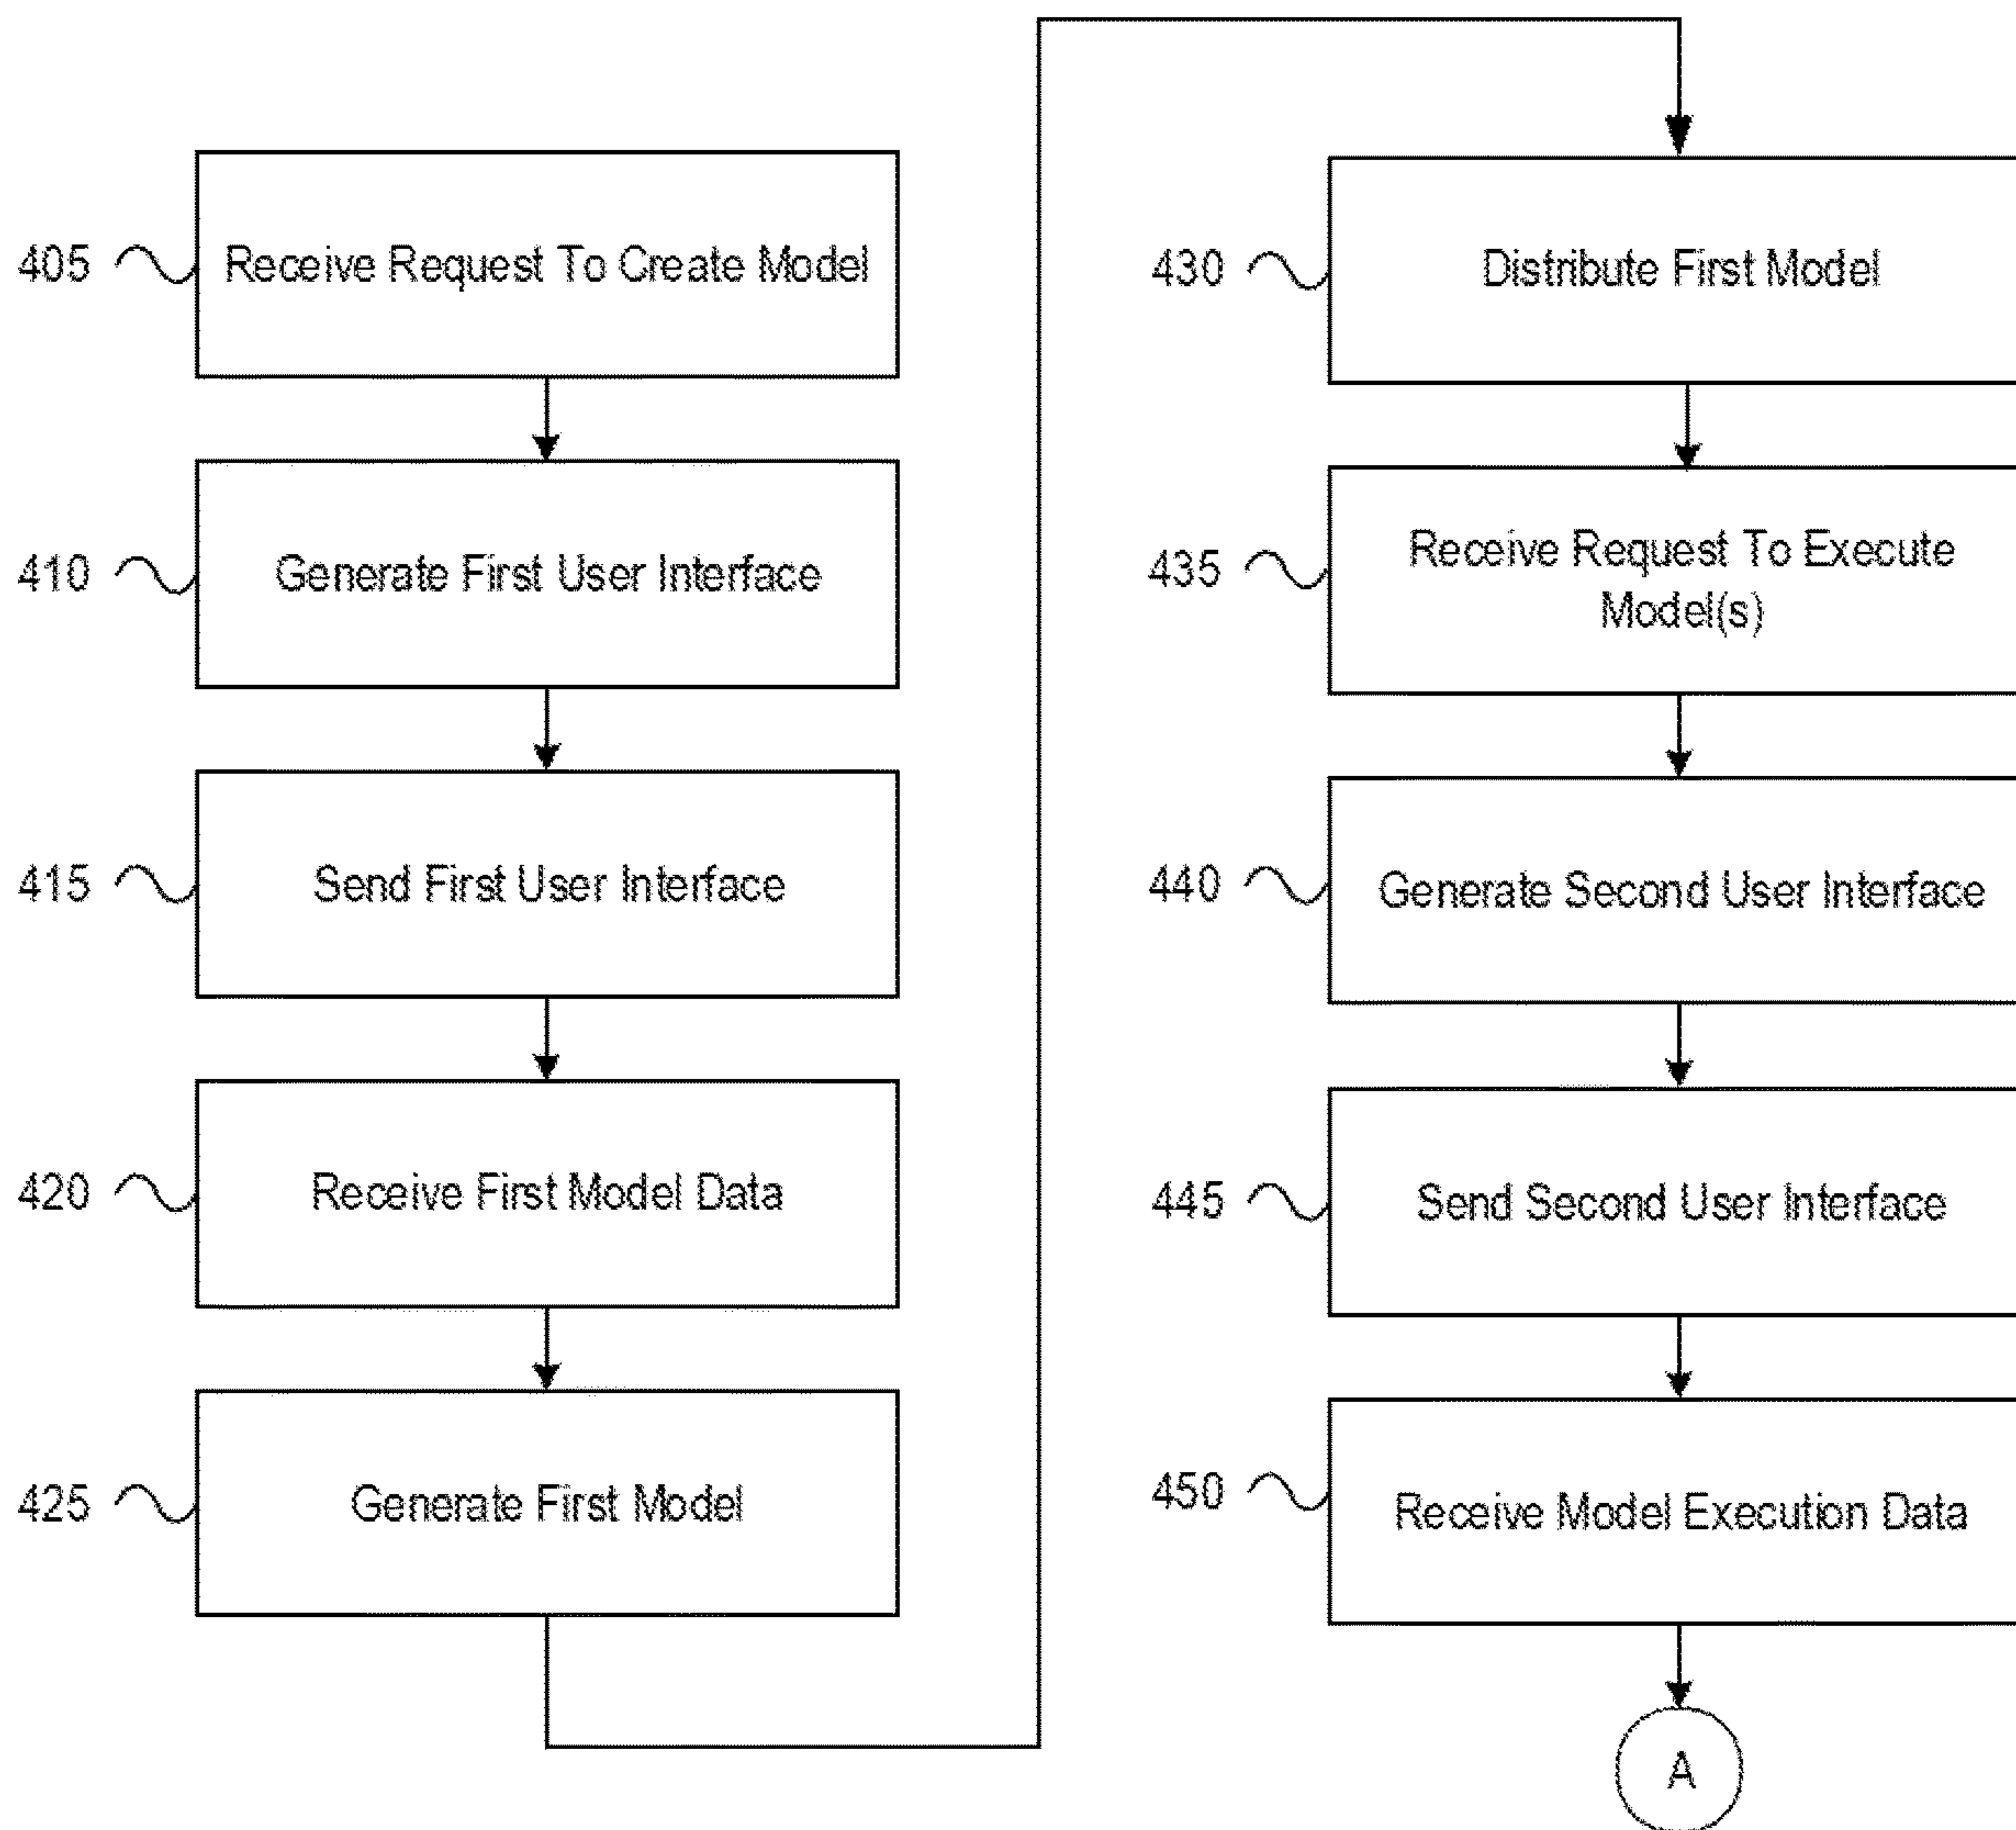 405
Receive Request To Create Model
410
Generate First User Interface
415
Send First User Interface
420
Receive First Model Data
425
Generate First Model
430
Distribute First Model
435
Receive Request To Execute
Model(s)
440
Generate Second User Interface
445
Send Second User Interface
450
Receive Model Execution Data
A